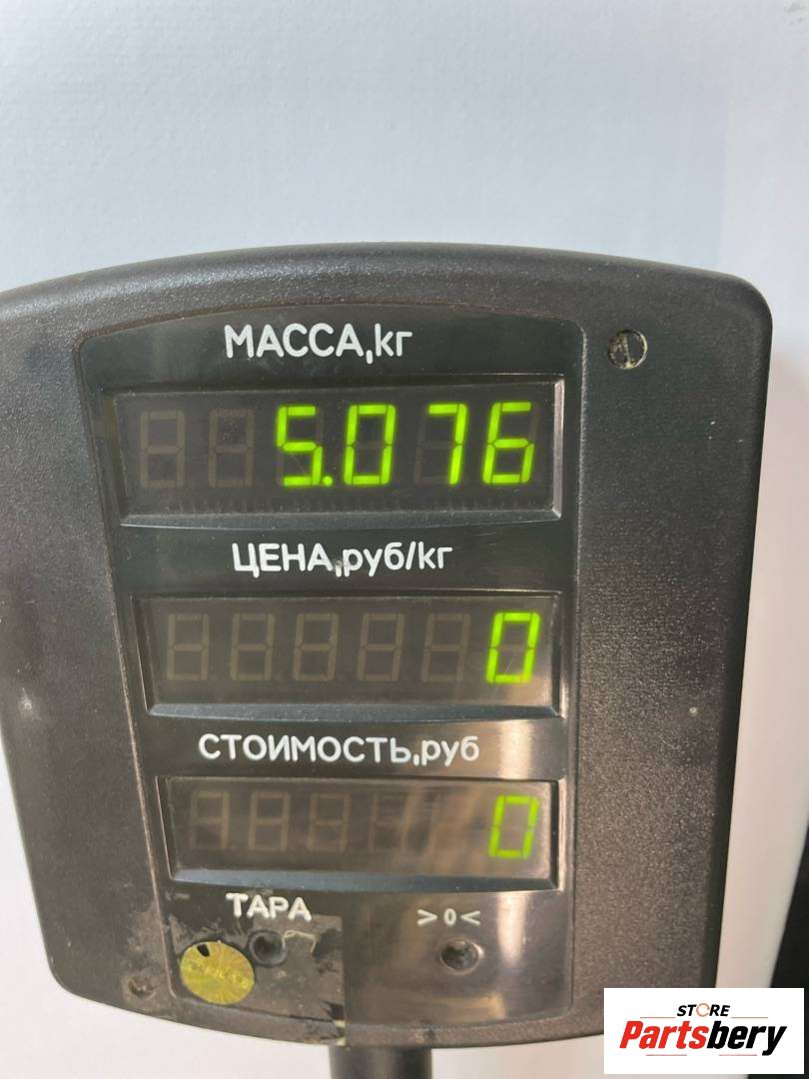 МАССА,кг
5.076
ЦЕНА,руб/кг
0
СТОИМОСТЬ,руб
0
ТАРА >0<
STORE
Partsbery